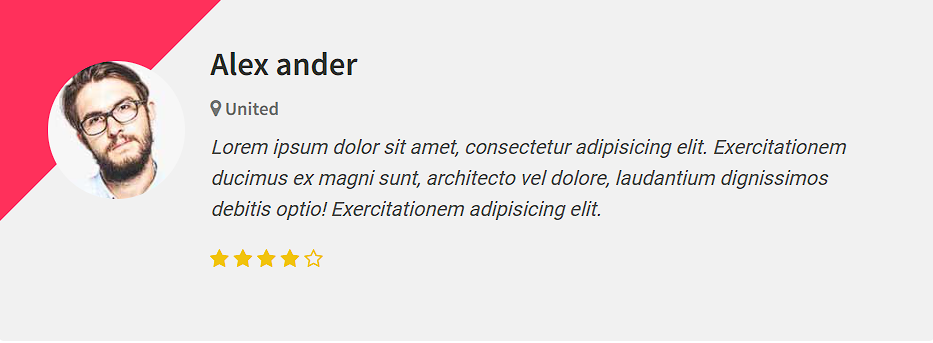 Alex ander
United
Lorem ipsum dolor sit amet, consectetur adipisicing elit. Exercitationem
ducimus ex magni sunt, architecto vel dolore, laudantium dignissimos
debitis optio! Exercitationem adipisicing elit.